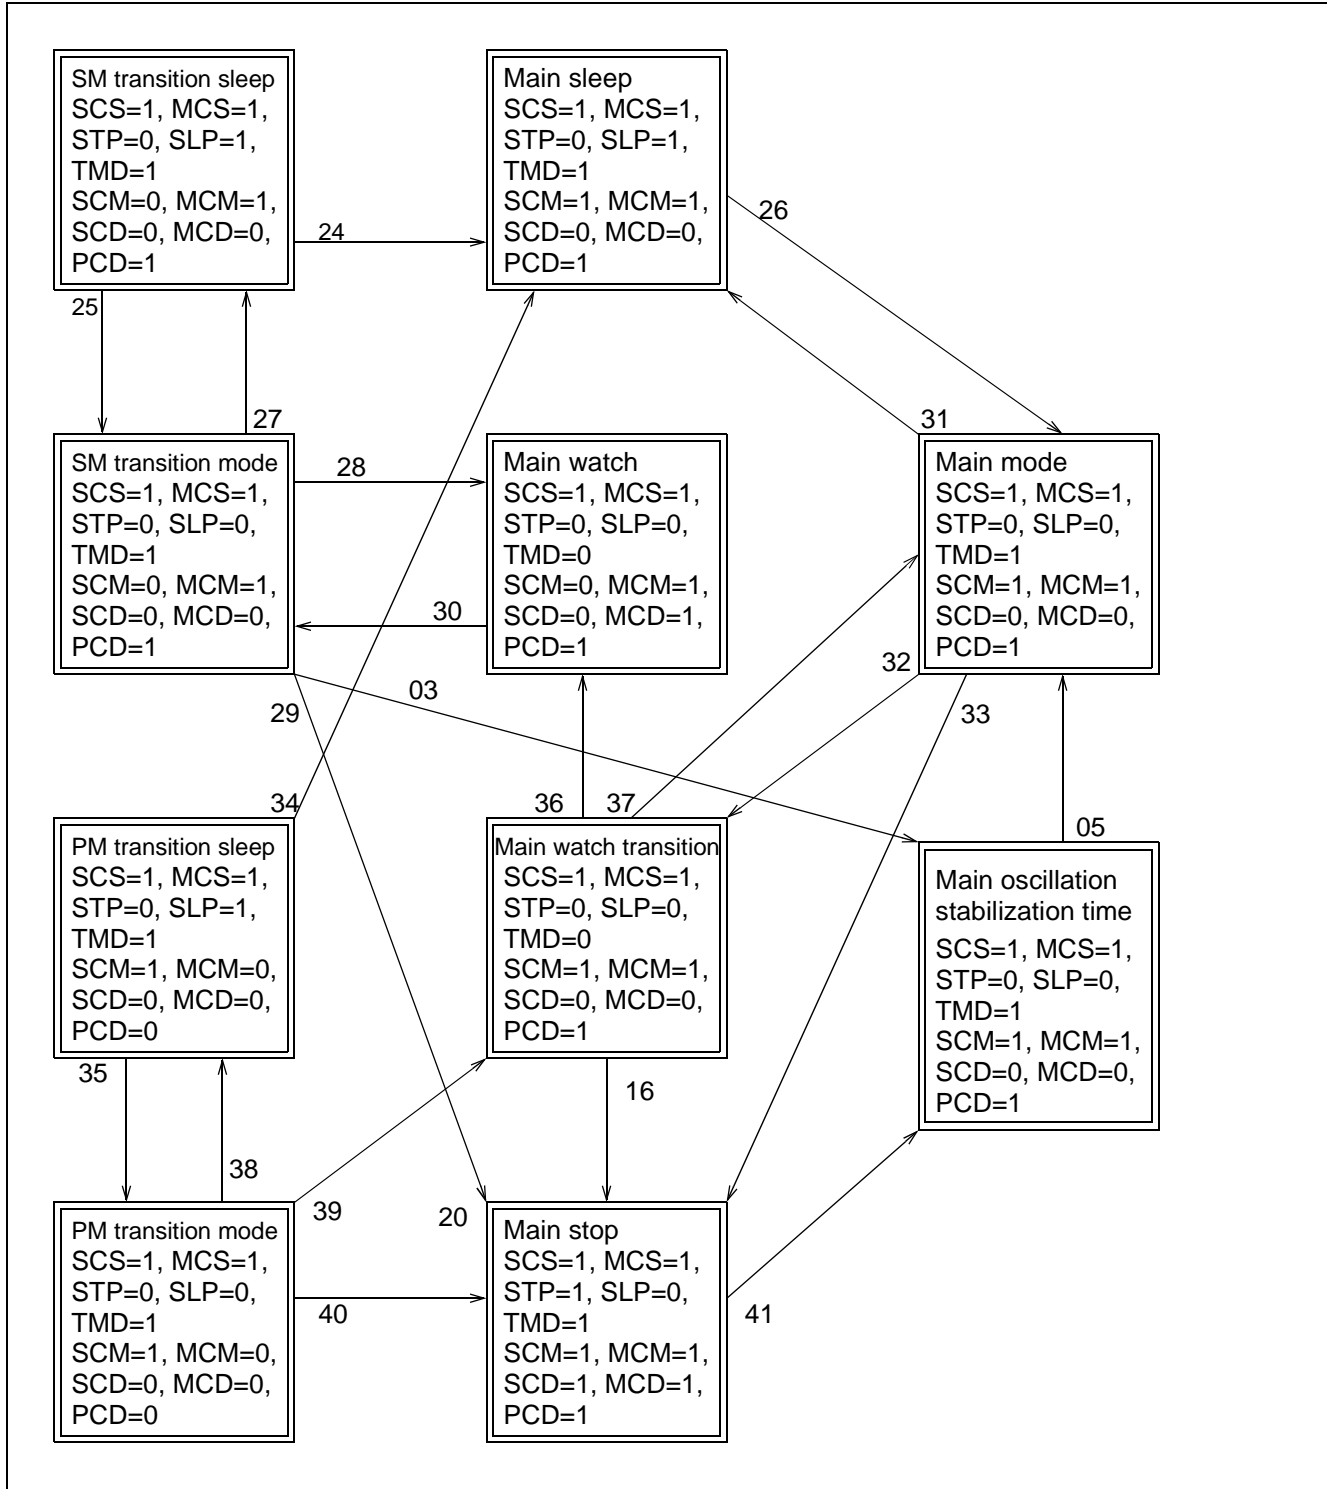 SM transition sleep
SCS=1, MCS=1,
STP=0, SLP=1,
TMD=1
SCM=0, MCM=1,
SCD=0, MCD=0,
PCD=1
Main sleep
SCS=1, MCS=1,
STP=0, SLP=1,
TMD=1
SCM=1, MCM=1,
SCD=0, MCD=0,
PCD=1
24
26
25
27
31
SM transition mode
SCS=1, MCS=1,
STP=0, SLP=0,
TMD=1
SCM=0, MCM=1,
SCD=0, MCD=0,
PCD=1
28
30
Main watch
SCS=1, MCS=1,
STP=0, SLP=0,
TMD=0
SCM=0, MCM=1,
SCD=0, MCD=1,
PCD=1
Main mode
SCS=1, MCS=1,
STP=0, SLP=0,
TMD=1
SCM=1, MCM=1,
SCD=0, MCD=0,
PCD=1
32
03
29
33
34
36
37
05
PM transition sleep
SCS=1, MCS=1,
STP=0, SLP=1,
TMD=1
SCM=1, MCM=0,
SCD=0, MCD=0,
PCD=0
Main watch transition
SCS=1, MCS=1,
STP=0, SLP=0,
TMD=0
SCM=1, MCM=1,
SCD=0, MCD=0,
PCD=1
Main oscillation
stabilization time
SCS=1, MCS=1,
STP=0, SLP=0,
TMD=1
SCM=1, MCM=1,
SCD=0, MCD=0,
PCD=1
35
16
38
39
20
PM transition mode
SCS=1, MCS=1,
STP=0, SLP=0,
TMD=1
SCM=1, MCM=0,
SCD=0, MCD=0,
PCD=0
40
Main stop
SCS=1, MCS=1,
STP=1, SLP=0,
TMD=1
SCM=1, MCM=1,
SCD=1, MCD=1,
PCD=1
41